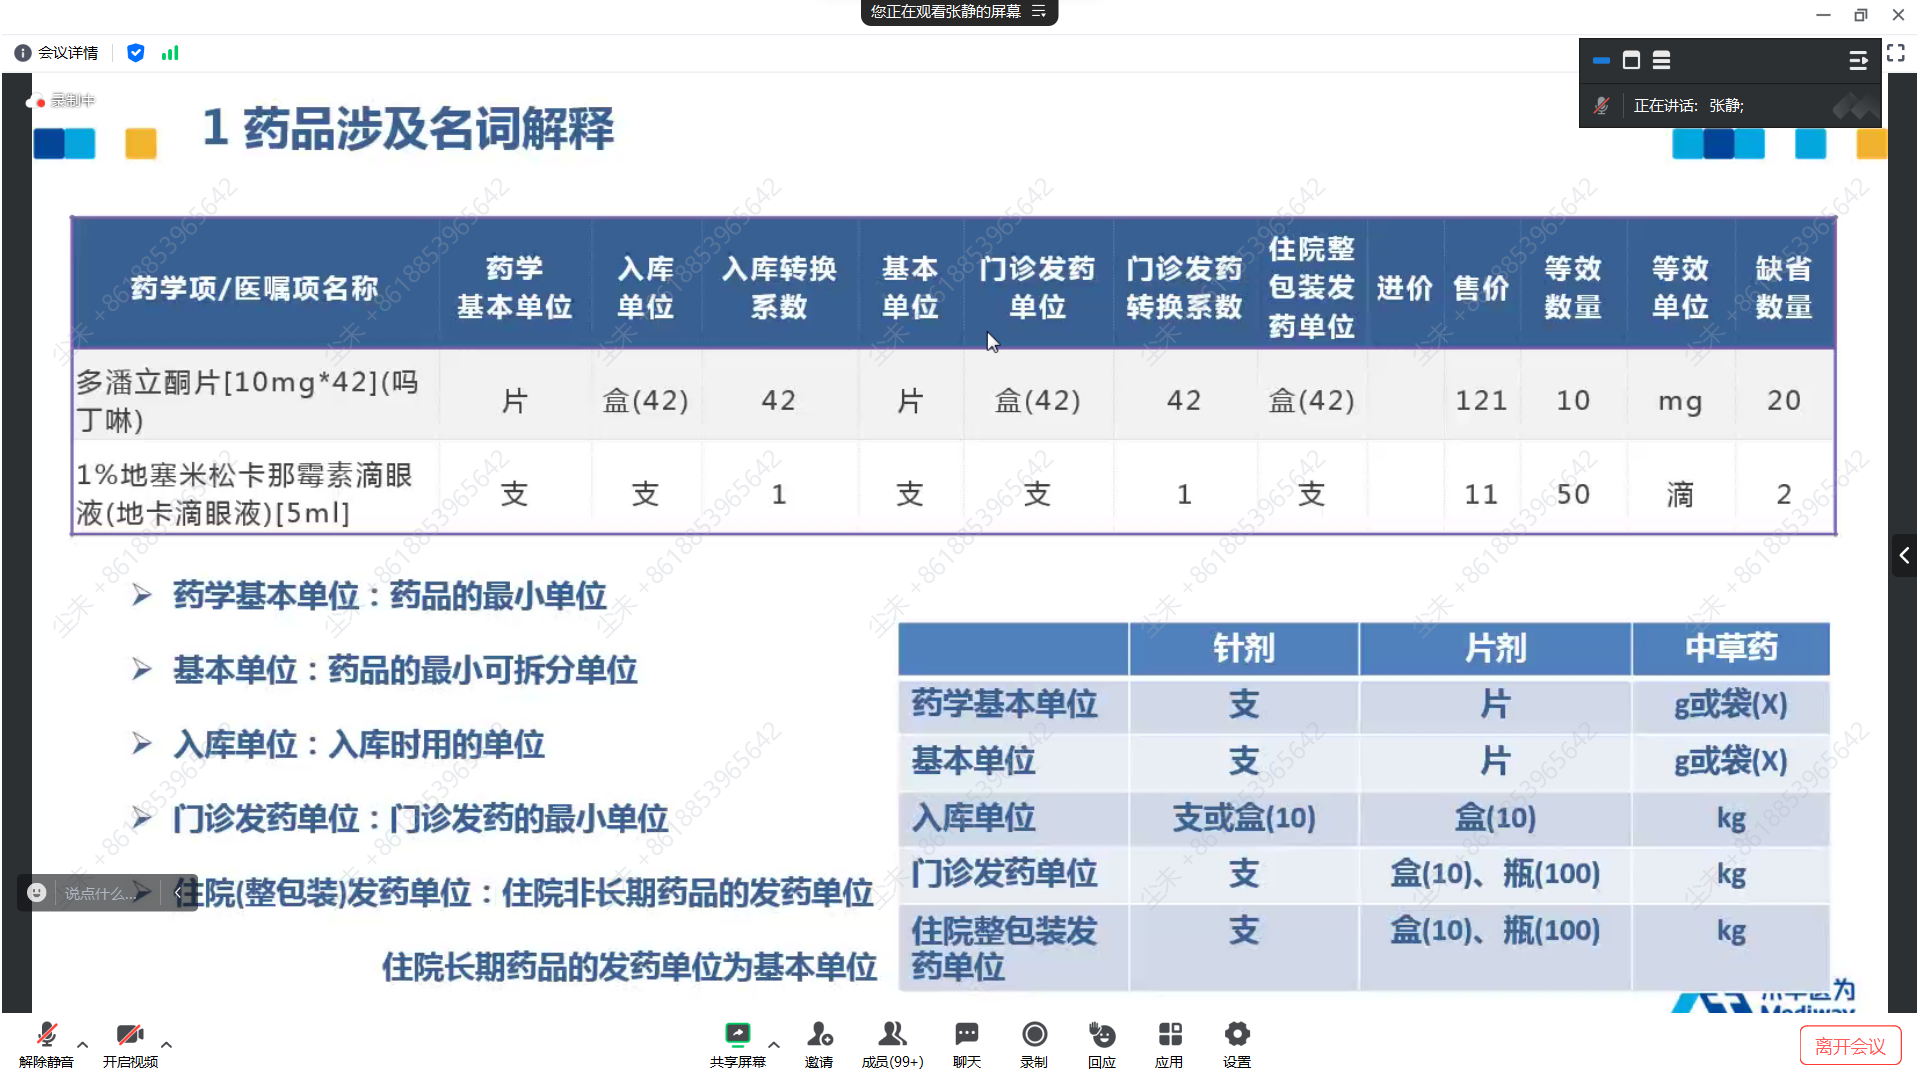 您正在观看张静的屏幕
会议详情
正在讲话: 张静;
录制中
1 药品涉及名词解释
药学项/医嘱项名称
药学
基本单位
入库
单位
入库转换
系数
基本
单位
门诊发药
单位
门诊发药
转换系数
住院整
包装发
药单位
进价
售价
等效
数量
等效
单位
缺省
数量
多潘立酮片[10mg*42](吗
丁啉)
片
盒(42)
42
片
盒(42)
42
盒(42)
121
10
mg
20
1%地塞米松卡那霉素滴眼
液(地卡滴眼液)[5ml]
支
支
1
支
支
1
支
11
50
滴
2
药学基本单位：药品的最小单位
基本单位：药品的最小可拆分单位
入库单位：入库时用的单位
门诊发药单位：门诊发药的最小单位
住院(整包装)发药单位：住院非长期药品的发药单位
住院长期药品的发药单位为基本单位
说点什么...
针剂 片剂 中草药
药学基本单位 支 片 g或袋(X)
基本单位 支 片 g或袋(X)
入库单位 支或盒(10) 盒(10) kg
门诊发药单位 支 盒(10)、瓶(100) kg
住院整包装发
药单位
支 盒(10)、瓶(100) kg
Mediway
尘未 +8618853965642
解除静音
开启视频
共享屏幕
邀请
成员(99+)
聊天
录制
回应
应用
设置
离开会议